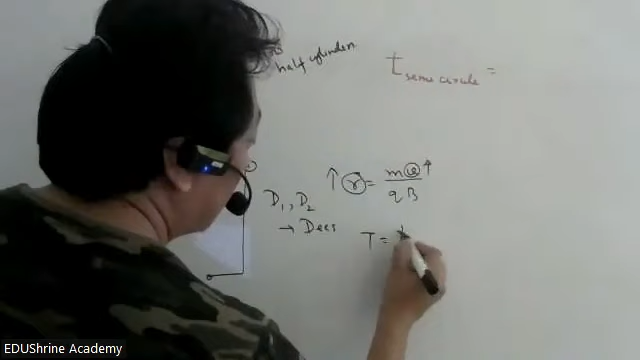 half cylinder
t semi circle =
↑ r = mv ↑
qB
D₁, D₂
→ Dees
T =
EDUShrine Academy